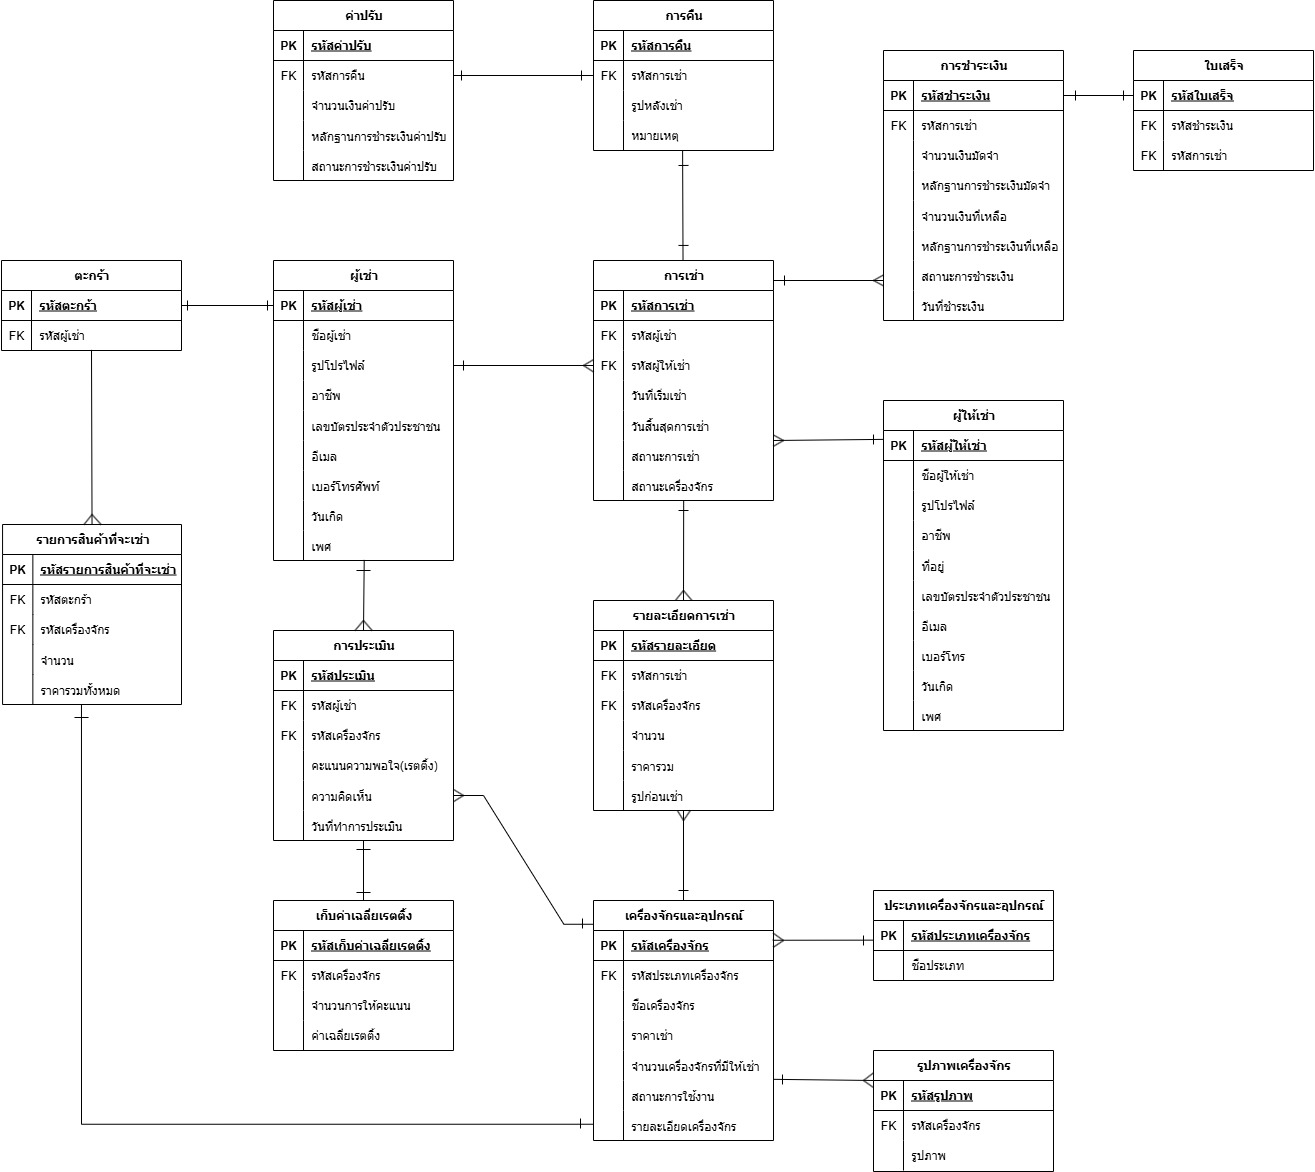 ค่าปรับ
PK รหัสค่าปรับ
FK รหัสการคืน
จำนวนเงินค่าปรับ
หลักฐานการชำระเงินค่าปรับ
สถานะการชำระเงินค่าปรับ
การคืน
PK รหัสการคืน
FK รหัสการเช่า
รูปหลังเช่า
หมายเหตุ
การชำระเงิน
PK รหัสชำระเงิน
FK รหัสการเช่า
จำนวนเงินมัดจำ
หลักฐานการชำระเงินมัดจำ
จำนวนเงินที่เหลือ
หลักฐานการชำระเงินที่เหลือ
สถานะการชำระเงิน
วันที่ชำระเงิน
ใบเสร็จ
PK รหัสใบเสร็จ
FK รหัสชำระเงิน
FK รหัสการเช่า
ตะกร้า
PK รหัสตะกร้า
FK รหัสผู้เช่า
ผู้เช่า
PK รหัสผู้เช่า
ชื่อผู้เช่า
รูปโปรไฟล์
อาชีพ
เลขบัตรประจำตัวประชาชน
อีเมล
เบอร์โทรศัพท์
วันเกิด
เพศ
การเช่า
PK รหัสการเช่า
FK รหัสผู้เช่า
FK รหัสผู้ให้เช่า
วันที่เริ่มเช่า
วันสิ้นสุดการเช่า
สถานะการเช่า
สถานะเครื่องจักร
ผู้ให้เช่า
PK รหัสผู้ให้เช่า
ชื่อผู้ให้เช่า
รูปโปรไฟล์
อาชีพ
ที่อยู่
เลขบัตรประจำตัวประชาชน
อีเมล
เบอร์โทร
วันเกิด
เพศ
รายการสินค้าที่จะเช่า
PK รหัสรายการสินค้าที่จะเช่า
FK รหัสตะกร้า
FK รหัสเครื่องจักร
จำนวน
ราคารวมทั้งหมด
การประเมิน
PK รหัสประเมิน
FK รหัสผู้เช่า
FK รหัสเครื่องจักร
คะแนนความพอใจ(เรตติ้ง)
ความคิดเห็น
วันที่ทำการประเมิน
รายละเอียดการเช่า
PK รหัสรายละเอียด
FK รหัสการเช่า
FK รหัสเครื่องจักร
จำนวน
ราคารวม
รูปก่อนเช่า
เก็บค่าเฉลี่ยเรตติ้ง
PK รหัสเก็บค่าเฉลี่ยเรตติ้ง
FK รหัสเครื่องจักร
จำนวนการให้คะแนน
ค่าเฉลี่ยเรตติ้ง
เครื่องจักรและอุปกรณ์
PK รหัสเครื่องจักร
FK รหัสประเภทเครื่องจักร
ชื่อเครื่องจักร
ราคาเช่า
จำนวนเครื่องจักรที่มีให้เช่า
สถานะการใช้งาน
รายละเอียดเครื่องจักร
ประเภทเครื่องจักรและอุปกรณ์
PK รหัสประเภทเครื่องจักร
ชื่อประเภท
รูปภาพเครื่องจักร
PK รหัสรูปภาพ
FK รหัสเครื่องจักร
รูปภาพ